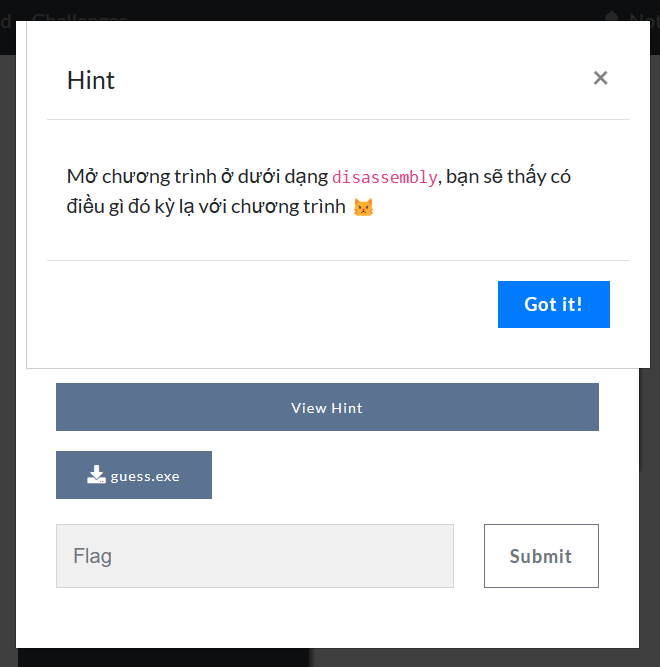 Challenges
Hint
×
Mở chương trình ở dưới dạng disassembly, bạn sẽ thấy có
điều gì đó kỳ lạ với chương trình 😼
Got it!
View Hint
guess.exe
Flag
Submit